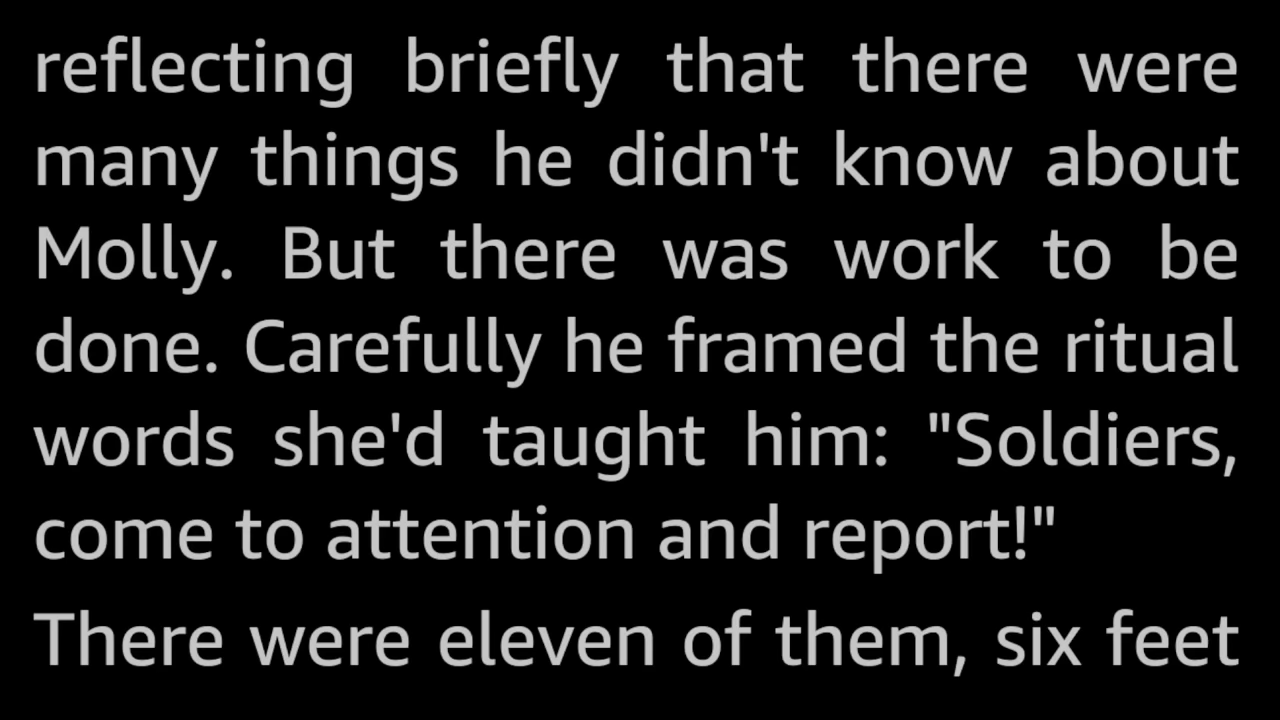 reflecting briefly that there were
many things he didn't know about
Molly. But there was work to be
done. Carefully he framed the ritual
words she'd taught him: "Soldiers,
come to attention and report!"
There were eleven of them, six feet